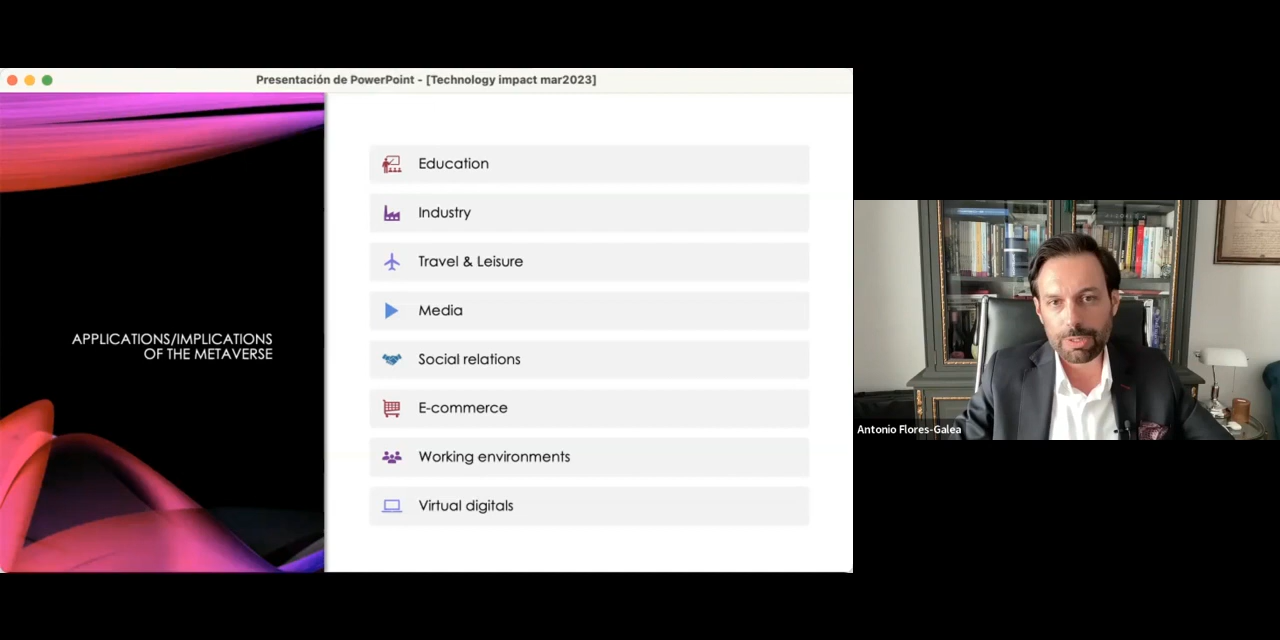 Presentación de PowerPoint - [Technology impact mar2023]
APPLICATIONS/IMPLICATIONS
OF THE METAVERSE
Education
Industry
Travel & Leisure
Media
Social relations
E-commerce
Working environments
Virtual digitals
Antonio Flores-Galea